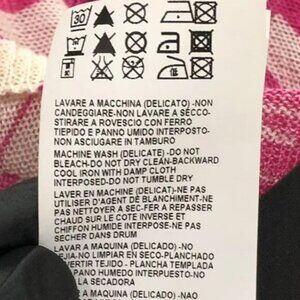 30
LAVARE A MACCHINA (DELICATO) -NON
CANDEGGIARE-NON LAVARE A SECCO-
STIRARE A ROVESCIO CON FERRO
TIEPIDO E PANNO UMIDO INTERPOSTO-
NON ASCIUGARE IN TAMBURO
MACHINE WASH (DELICATE) -DO NOT
BLEACH-DO NOT DRY CLEAN-BACKWARD
COOL IRON WITH DAMP CLOTH
INTERPOSED-DO NOT TUMBLE DRY
LAVER EN MACHINE (DELICAT)-NE PAS
UTILISER D'AGENT DE BLANCHIMENT-NE
PAS NETTOYER A SEC-FER A REPASSER
CHAUD SUR LE COTE INVERSE ET
CHIFFON HUMIDE INTERPOSE-NE PAS
SECHER DANS DRUM
LAVAR A MAQUINA (DELICADO) -NO
TEJIA-NO LIMPIAR EN SECO-PLANCHADO
VERTIR TEJIDO - PLANCHA TEMPLADA
PANO HUMEDO INTERPUESTO-NO
LA SECADORA
A MAQUINA (DELICADO) -NAO